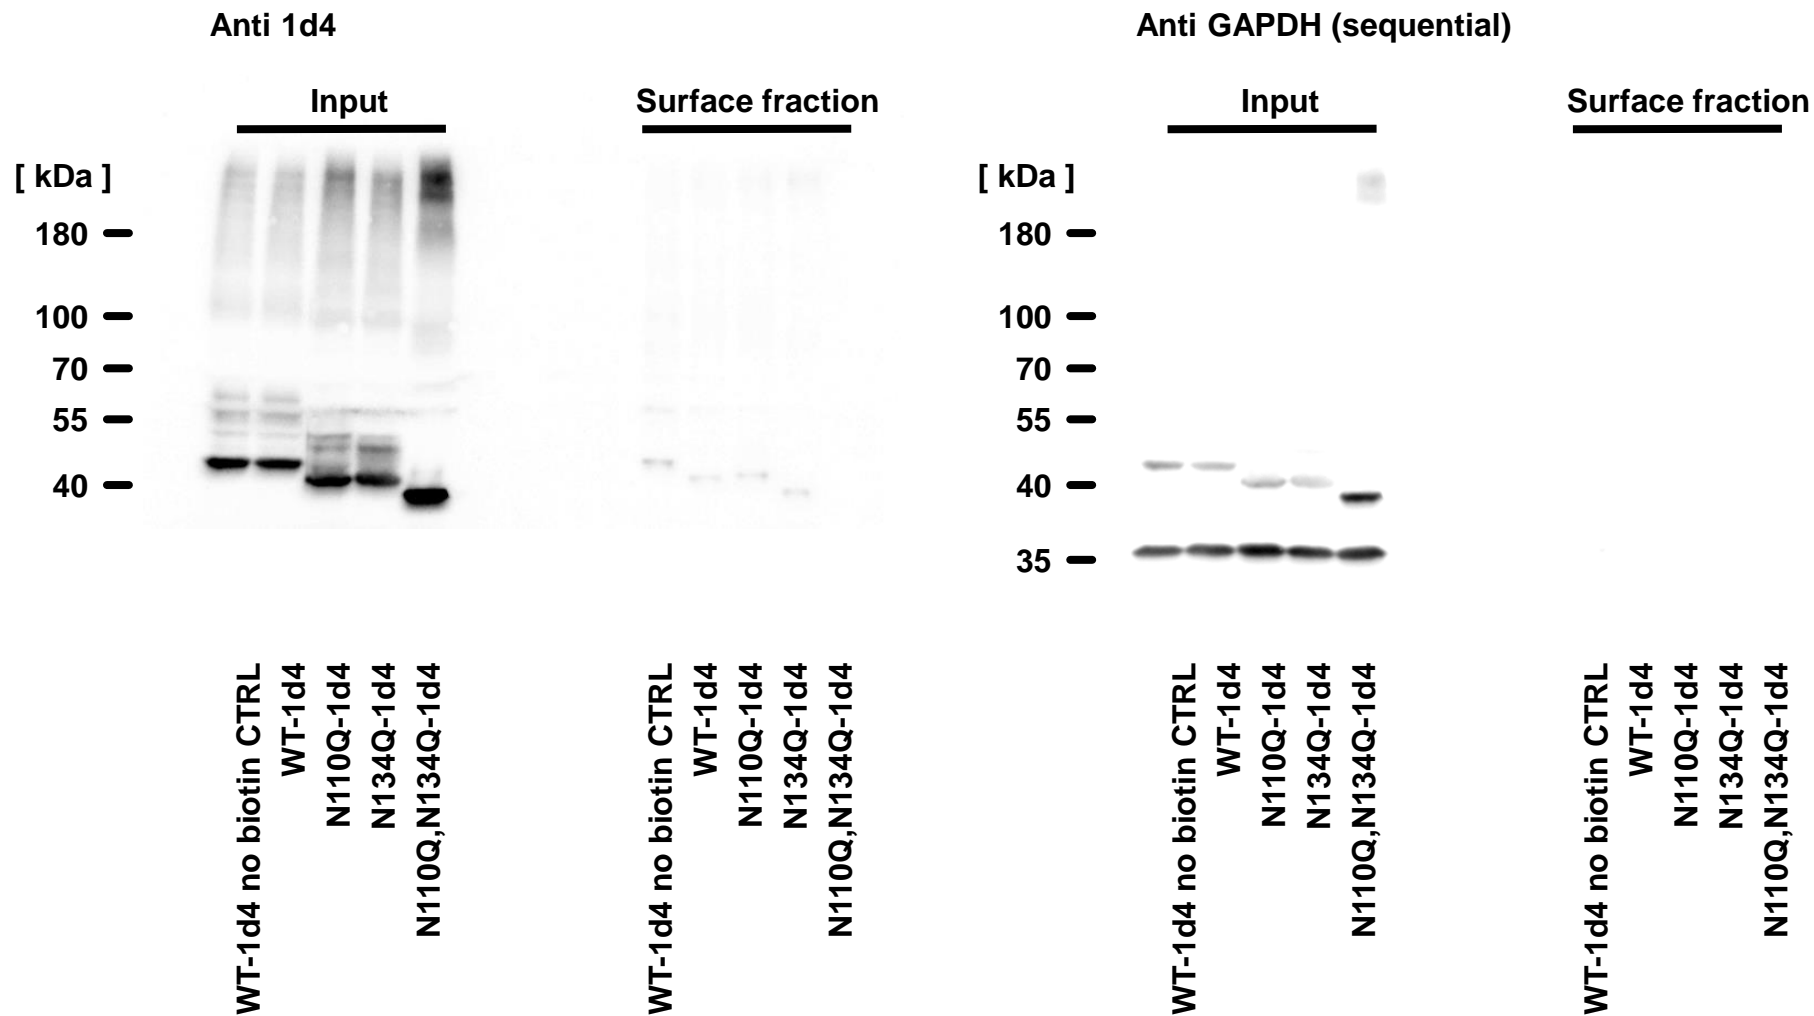 Anti 1d4
Input
Surface fraction
[ kDa ]
180
100
70
55
40
WT-1d4 no biotin CTRL
WT-1d4
N110Q-1d4
N134Q-1d4
N110Q,N134Q-1d4
WT-1d4 no biotin CTRL
WT-1d4
N110Q-1d4
N134Q-1d4
N110Q,N134Q-1d4
Anti GAPDH (sequential)
Input
Surface fraction
[ kDa ]
180
100
70
55
40
35
WT-1d4 no biotin CTRL
WT-1d4
N110Q-1d4
N134Q-1d4
N110Q,N134Q-1d4
WT-1d4 no biotin CTRL
WT-1d4
N110Q-1d4
N134Q-1d4
N110Q,N134Q-1d4